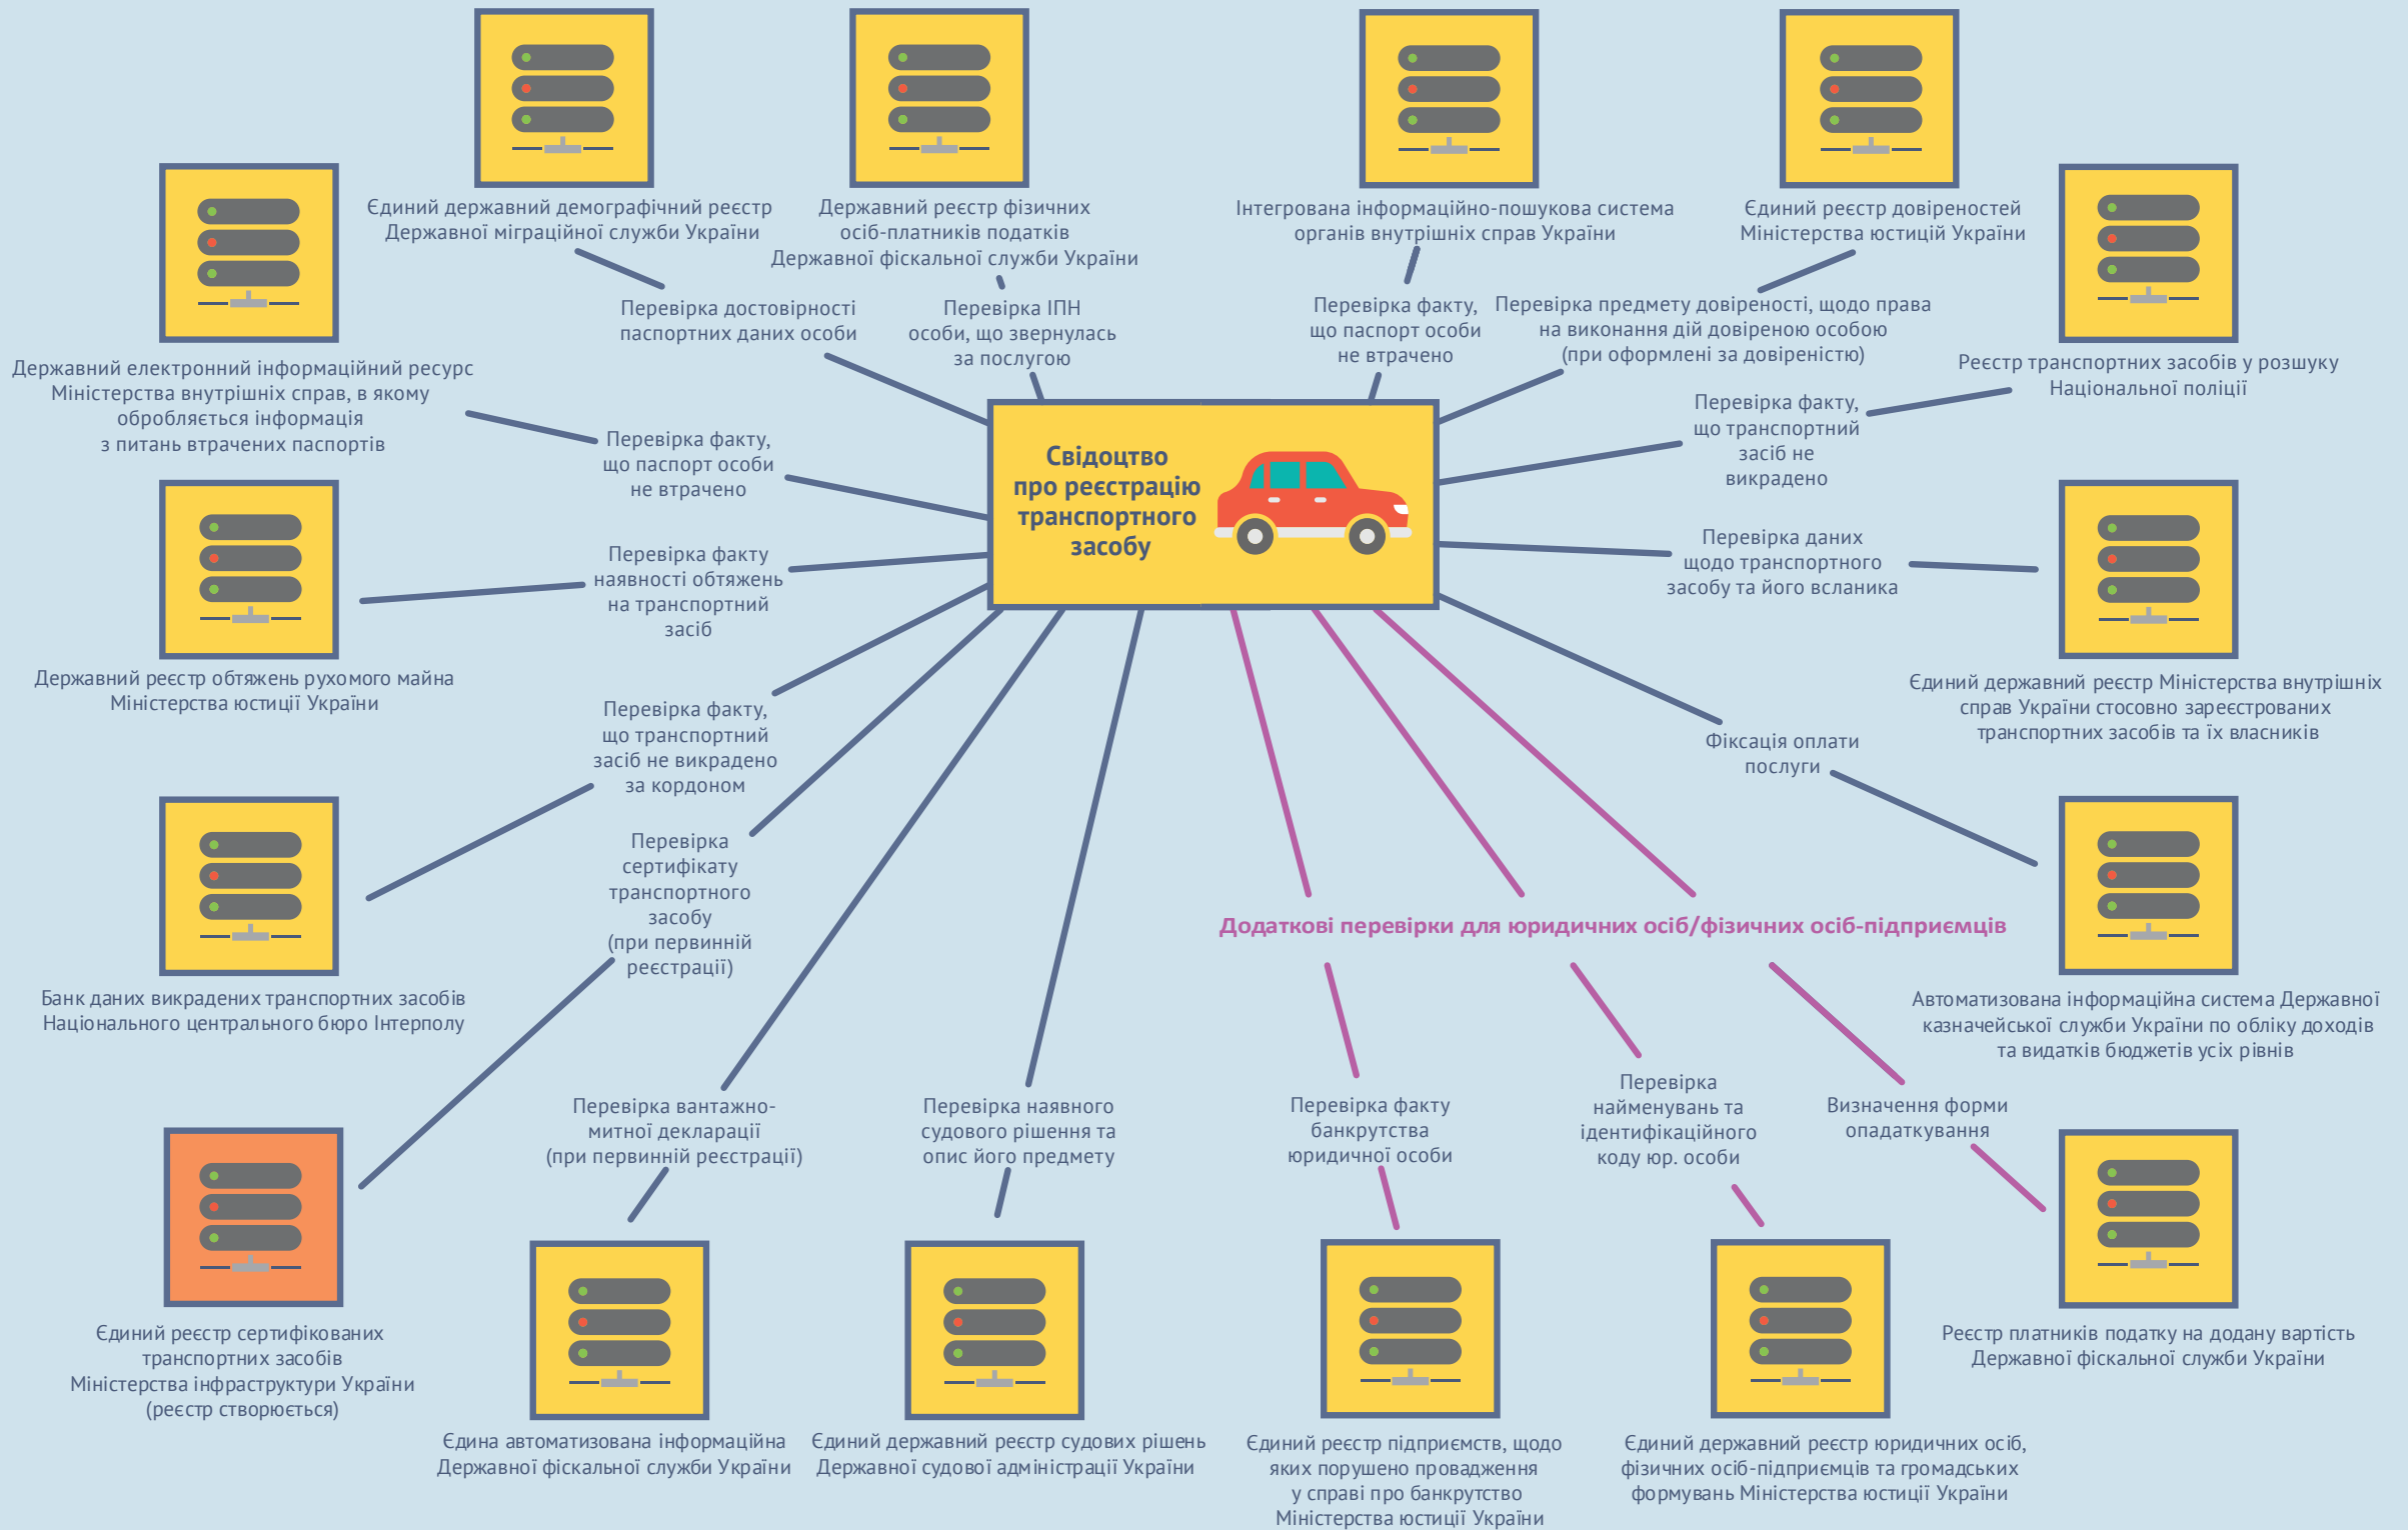 Єдиний державний демографічний реєстр
Державної міграційної служби України
Державний реєстр фізичних
осіб-платників податків
Державної фіскальної служби України
Інтегрована інформаційно-пошукова система
органів внутрішніх справ України
Єдиний реєстр довіреностей
Міністерства юстицій України
Перевірка достовірності
паспортних даних особи
Перевірка ІПН
особи, що звернулась
за послугою
Перевірка факту,
що паспорт особи
не втрачено
Перевірка предмету довіреності, щодо права
на виконання дій довіреною особою
(при оформлені за довіреністю)
Реєстр транспортних засобів у розшуку
Національної поліції
Державний електронний інформаційний ресурс
Міністерства внутрішніх справ, в якому
обробляється інформація
з питань втрачених паспортів
Перевірка факту,
що паспорт особи
не втрачено
Свідоцтво
про реєстрацію
транспортного
засобу
Перевірка факту,
що транспортний
засіб не
викрадено
Перевірка факту
наявності обтяжень
на транспортний
засіб
Перевірка даних
щодо транспортного
засобу та його всланика
Державний реєстр обтяжень рухомого майна
Міністерства юстиції України
Єдиний державний реєстр Міністерства внутрішніх
справ України стосовно зареєстрованих
транспортних засобів та їх власників
Перевірка факту,
що транспортний
засіб не викрадено
за кордоном
Фіксація оплати
послуги
Перевірка
сертифікату
транспортного
засобу
(при первинній
реєстрації)
Додаткові перевірки для юридичних осіб/фізичних осіб-підприємців
Банк даних викрадених транспортних засобів
Національного центрального бюро Інтерполу
Автоматизована інформаційна система Державної
казначейської служби України по обліку доходів
та видатків бюджетів усіх рівнів
Перевірка вантажно-
митної декларації
(при первинній реєстрації)
Перевірка наявного
судового рішення та
опис його предмету
Перевірка факту
банкрутства
юридичної особи
Перевірка
найменувань та
ідентифікаційного
коду юр. особи
Визначення форми
опадаткування
Єдиний реєстр сертифікованих
транспортних засобів
Міністерства інфраструктури України
(реєстр створюється)
Реєстр платників податку на додану вартість
Державної фіскальної служби України
Єдина автоматизована інформаційна
Державної фіскальної служби України
Єдиний державний реєстр судових рішень
Державної судової адміністрації України
Єдиний реєстр підприємств, щодо
яких порушено провадження
у справі про банкрутство
Міністерства юстиції України
Єдиний державний реєстр юридичних осіб,
фізичних осіб-підприємців та громадських
формувань Міністерства юстиції України